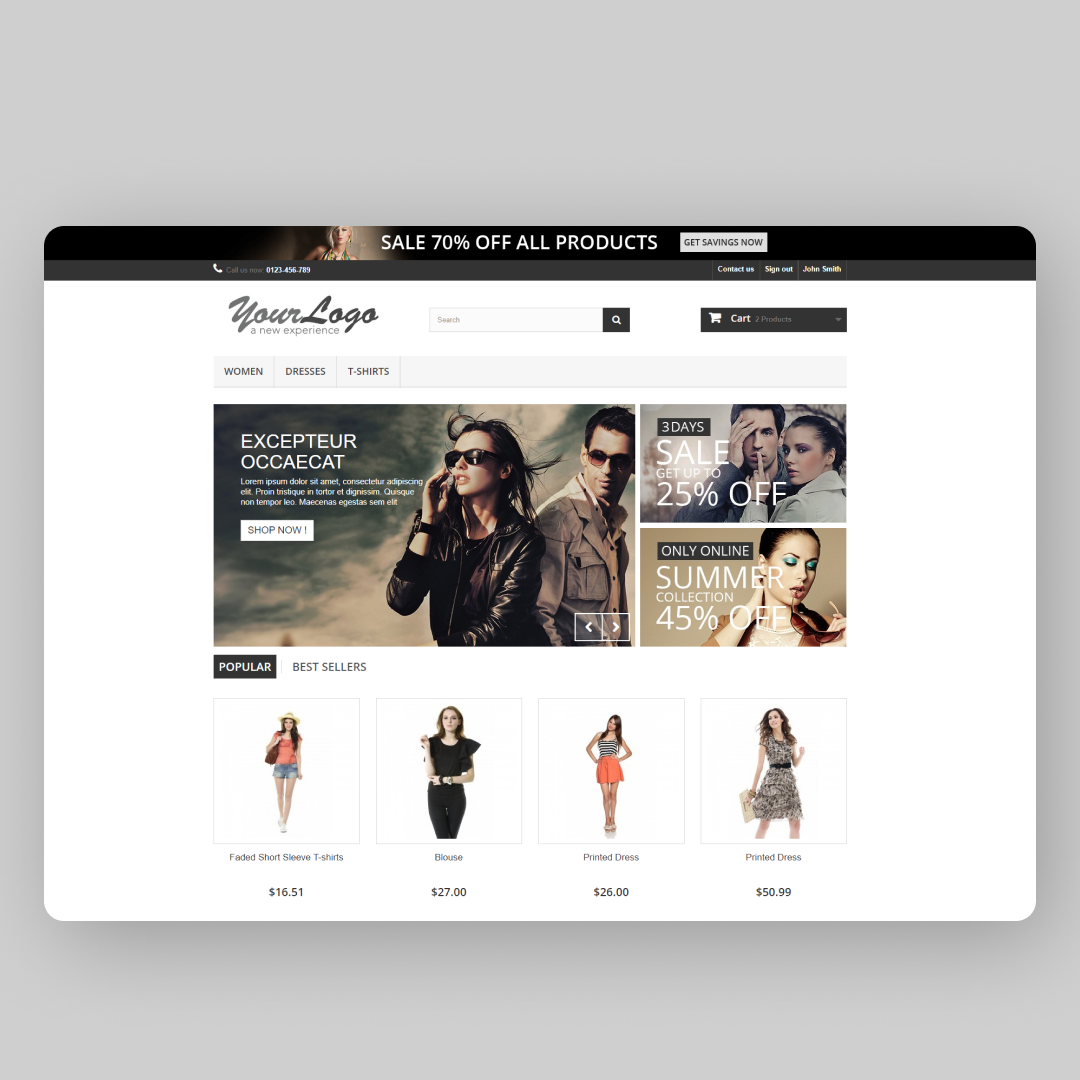 SALE 70% OFF ALL PRODUCTS
GET SAVINGS NOW
Call us now: 0123-456-789
Contact us
Sign out
John Smith
YourLogo
a new experience
Search
Cart 2 Products
WOMEN
DRESSES
T-SHIRTS
EXCEPTEUR
OCCAECAT
Lorem ipsum dolor sit amet, consectetur adipiscing
elit. Proin tristique in tortor et dignissim. Quisque
non tempor leo. Maecenas egestas sem elit
SHOP NOW !
3 DAYS
SALE
GET UP TO
25% OFF
ONLY ONLINE
SUMMER
COLLECTION
45% OFF
POPULAR
BEST SELLERS
Faded Short Sleeve T-shirts
$16.51
Blouse
$27.00
Printed Dress
$26.00
Printed Dress
$50.99